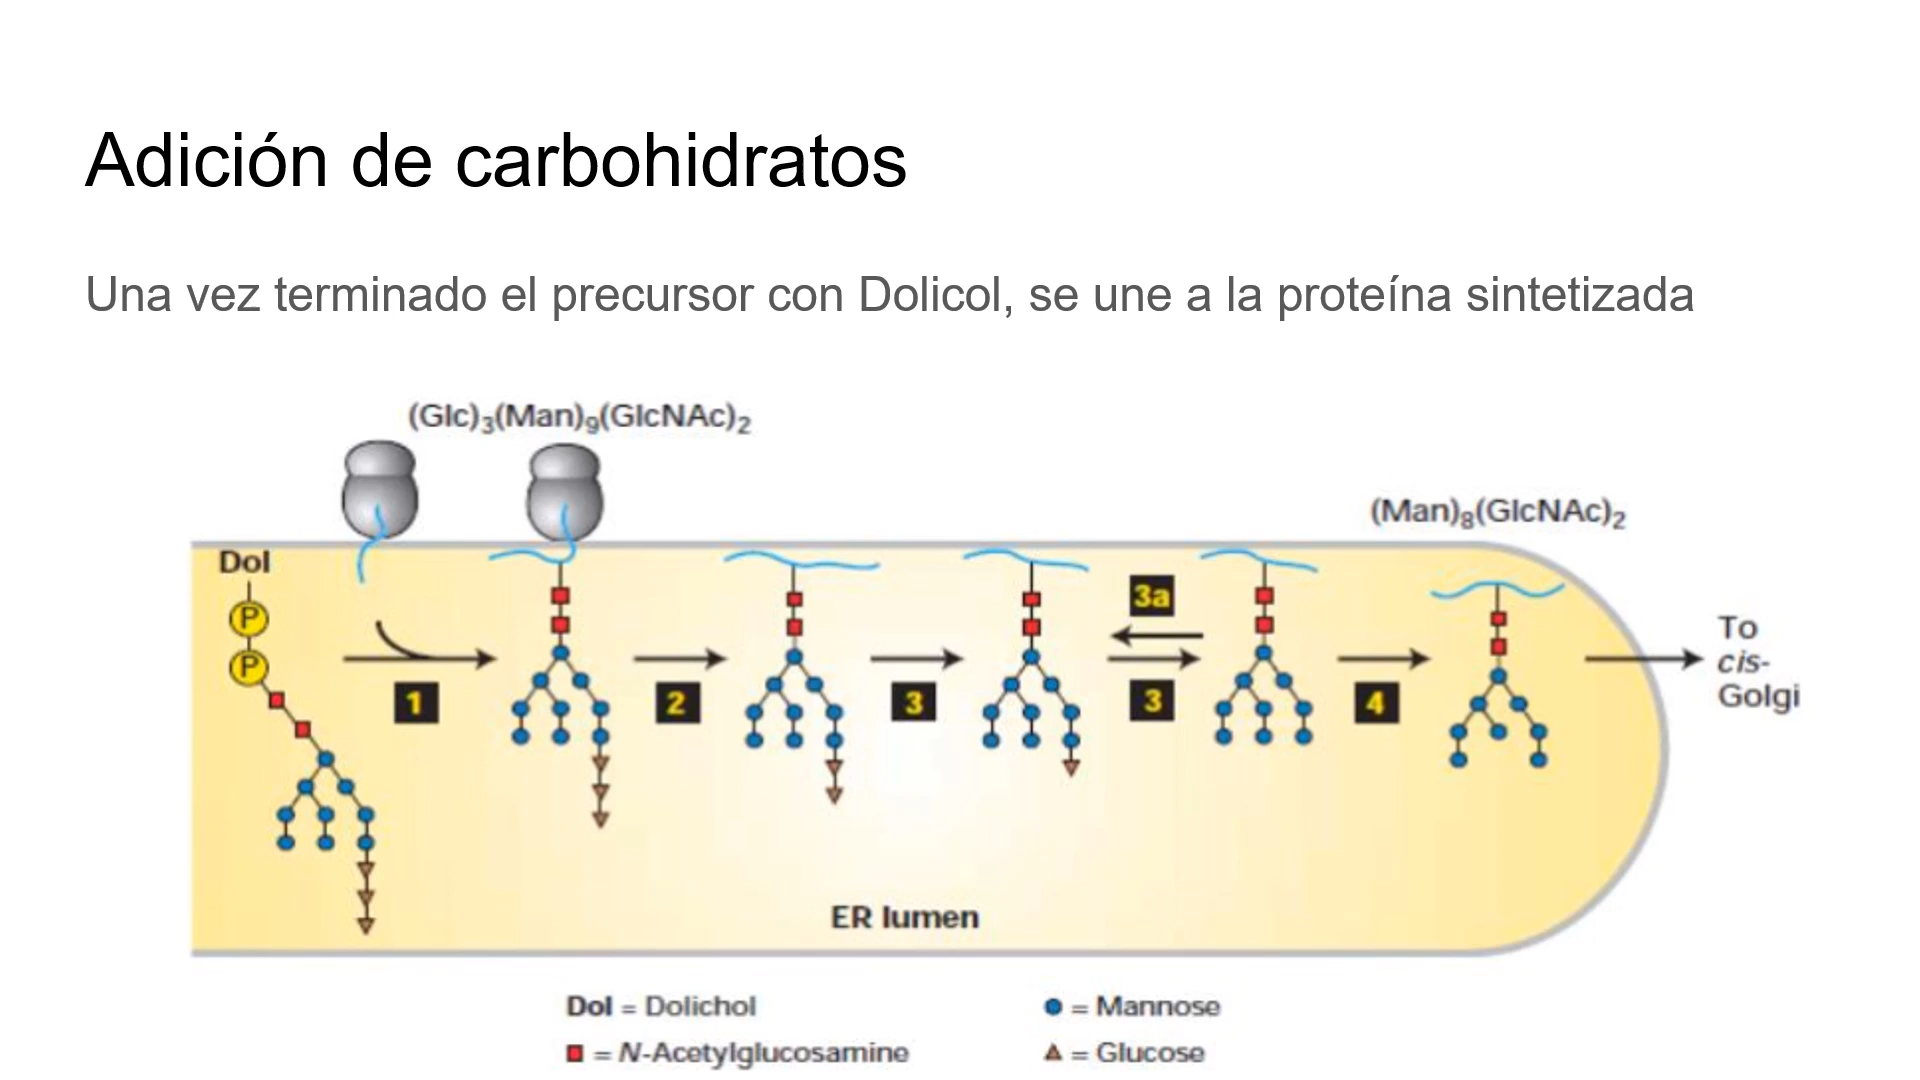 Adición de carbohidratos
Una vez terminado el precursor con Dolicol, se une a la proteína sintetizada
(Glc)3(Man)9(GlcNAc)2
(Man)8(GlcNAc)2
Dol
P
P
1
2
3
3a
3
4
To
cis-
Golgi
ER lumen
Dol = Dolichol
= Mannose
= N-Acetylglucosamine
= Glucose